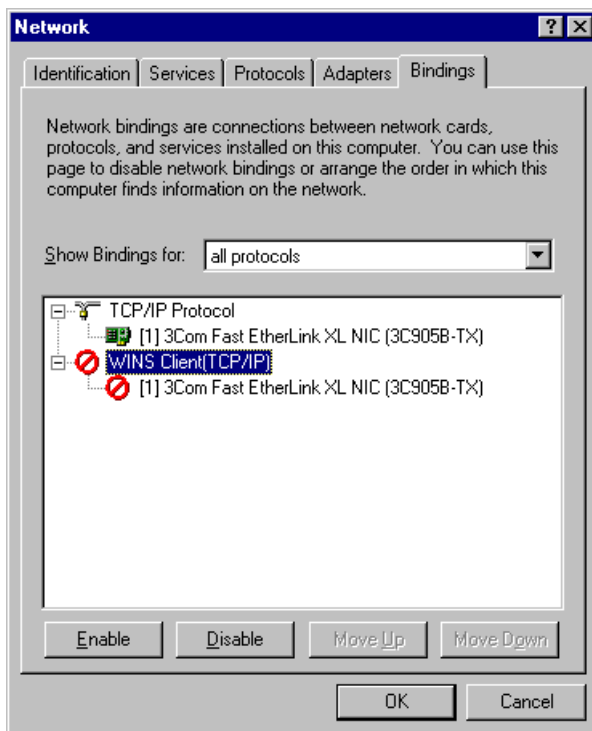 Network
Identification Services Protocols Adapters Bindings
Network bindings are connections between network cards,
protocols, and services installed on this computer. You can use this
page to disable network bindings or arrange the order in which this
computer finds information on the network.
Show Bindings for: all protocols
TCP/IP Protocol
[1] 3Com Fast EtherLink XL NIC (3C905B-TX)
WINS Client(TCP/IP)
[1] 3Com Fast EtherLink XL NIC (3C905B-TX)
Enable Disable Move Up Move Down
OK Cancel